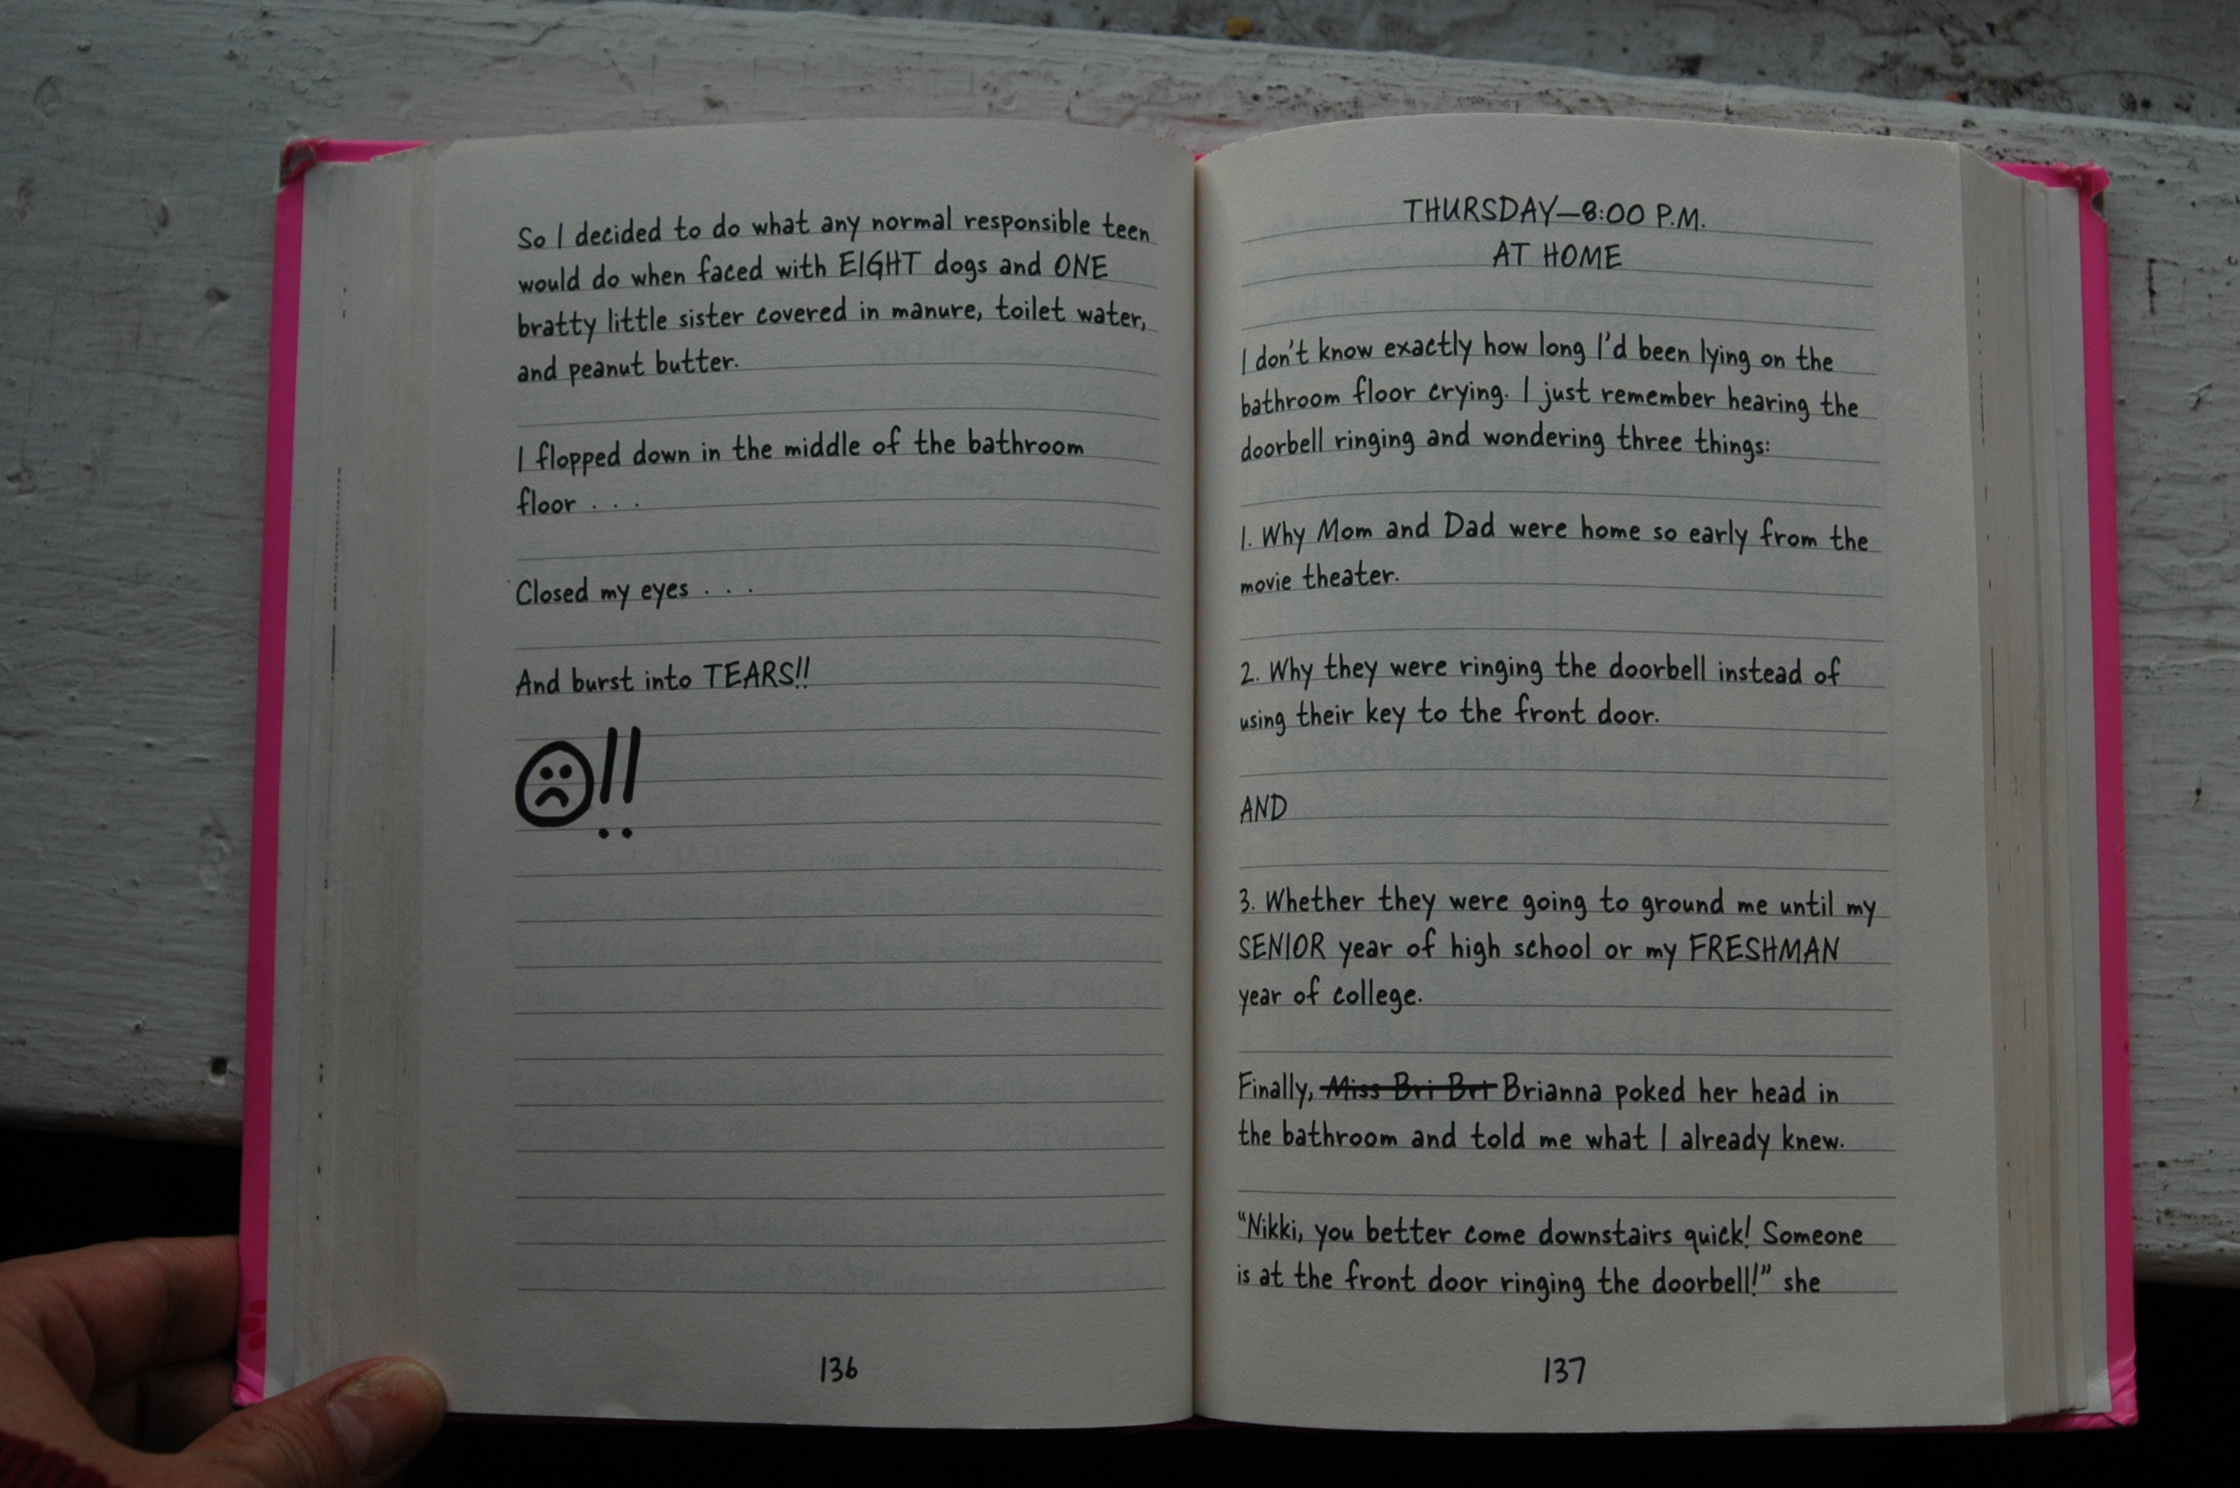 So I decided to do what any normal responsible teen
would do when faced with EIGHT dogs and ONE
bratty little sister covered in manure, toilet water,
and peanut butter.
I flopped down in the middle of the bathroom
floor . . .
Closed my eyes . . .
And burst into TEARS!!
!!
136
THURSDAY—8:00 P.M.
AT HOME
I don't know exactly how long I'd been lying on the
bathroom floor crying. I just remember hearing the
doorbell ringing and wondering three things:
1. Why Mom and Dad were home so early from the
movie theater.
2. Why they were ringing the doorbell instead of
using their key to the front door.
AND
3. Whether they were going to ground me until my
SENIOR year of high school or my FRESHMAN
year of college.
Finally, Miss Bri Bri Brianna poked her head in
the bathroom and told me what I already knew.
"Nikki, you better come downstairs quick! Someone
is at the front door ringing the doorbell!" she
137